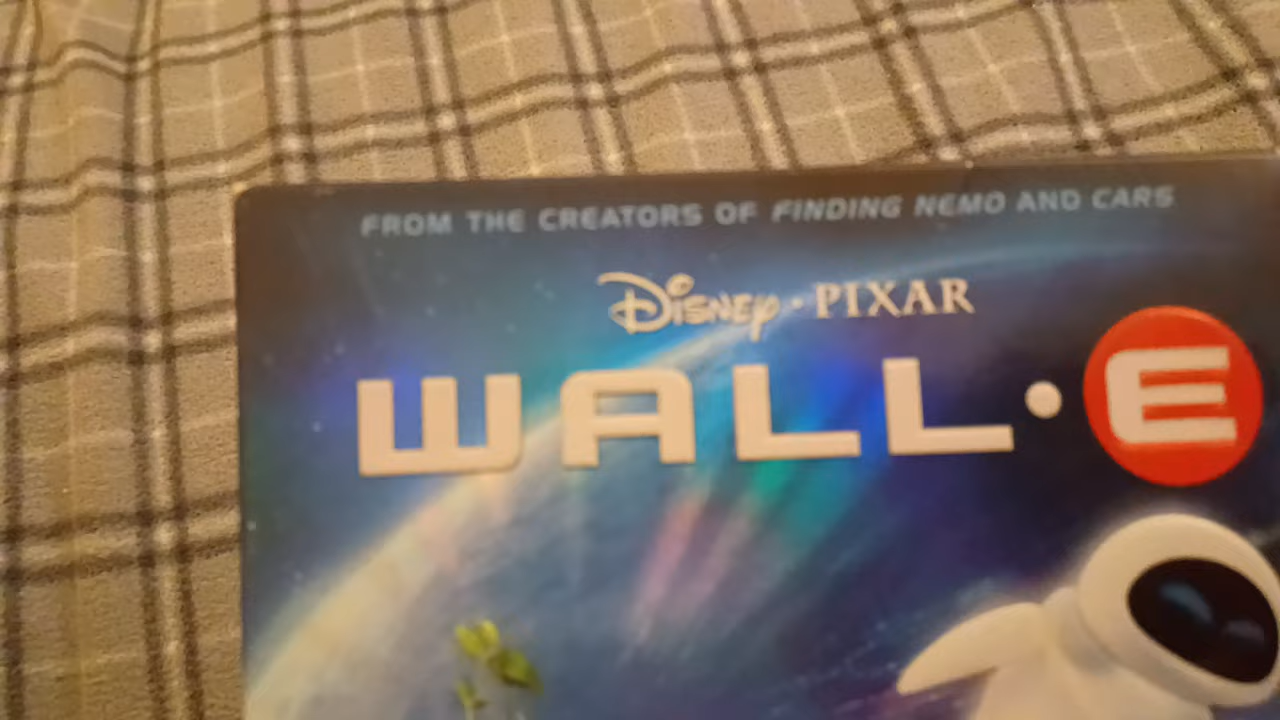 FROM THE CREATORS OF FINDING NEMO AND CARS
DISNEY · PIXAR
WALL·E